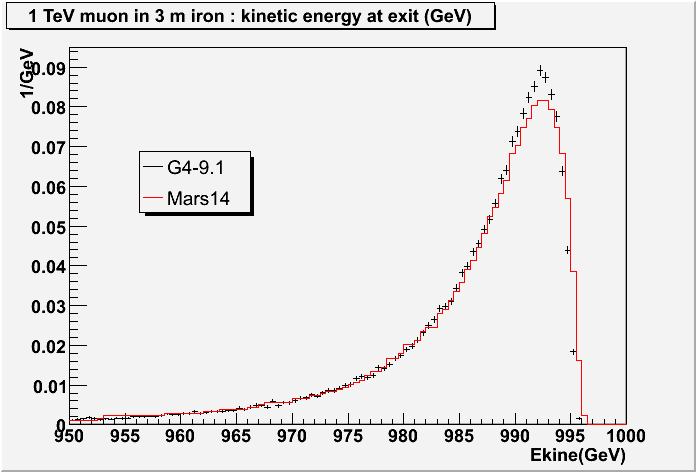 1 TeV muon in 3 m iron : kinetic energy at exit (GeV)
1/GeV
0.09
0.08
0.07
0.06
0.05
0.04
0.03
0.02
0.01
0
G4-9.1
Mars14
950 955 960 965 970 975 980 985 990 995 1000
Ekine(GeV)